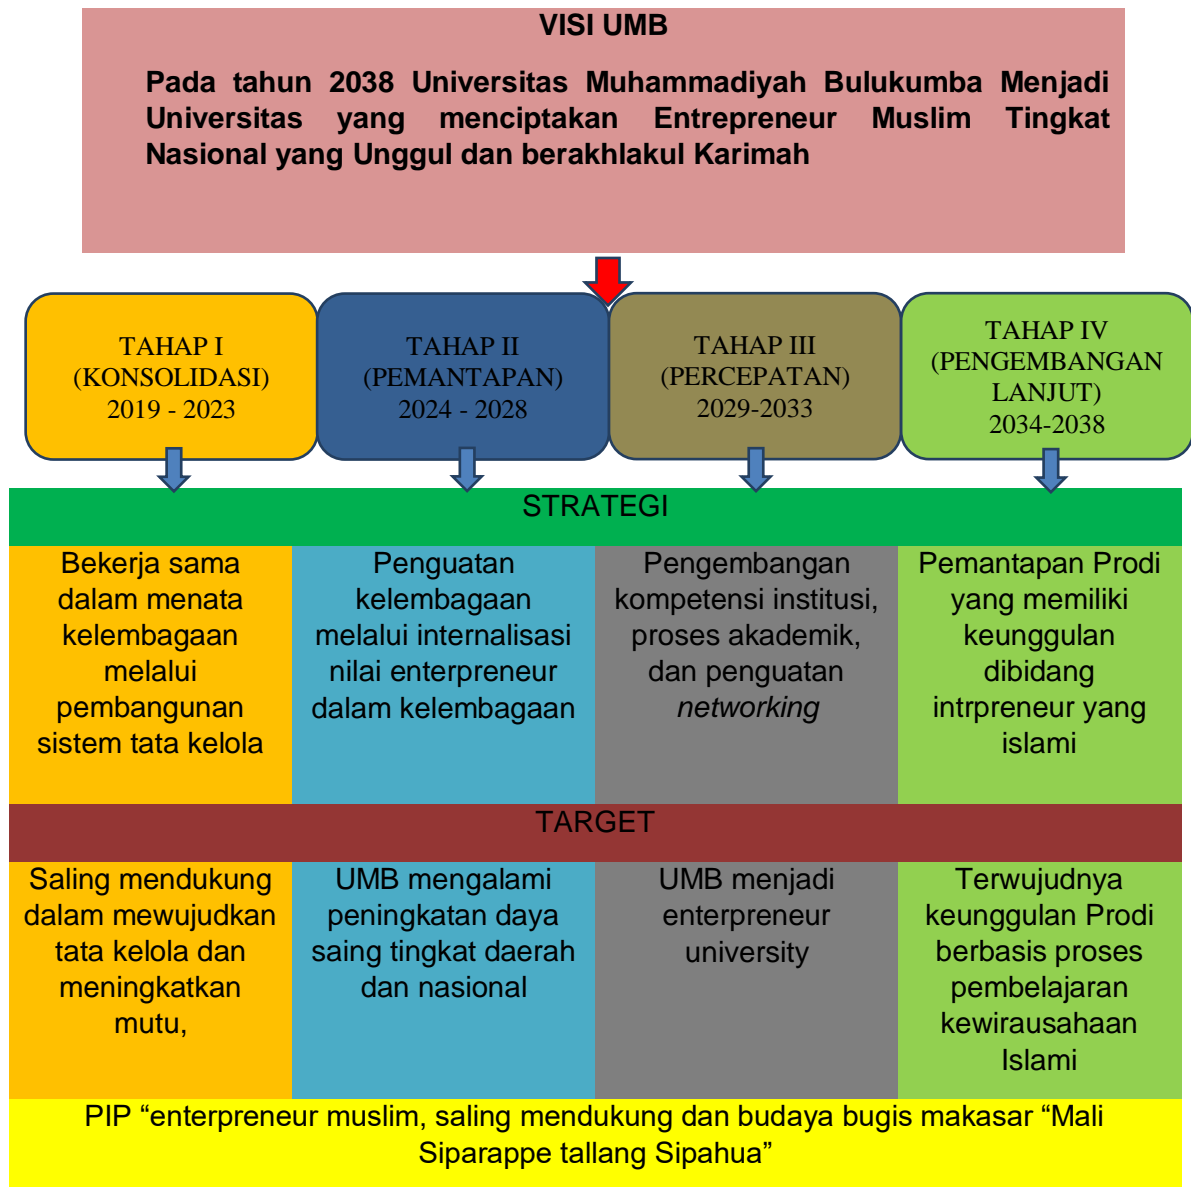 VISI UMB
Pada tahun 2038 Universitas Muhammadiyah Bulukumba Menjadi
Universitas yang menciptakan Entrepreneur Muslim Tingkat
Nasional yang Unggul dan berakhlakul Karimah
TAHAP I
(KONSOLIDASI)
2019 - 2023
TAHAP II
(PEMANTAPAN)
2024 - 2028
TAHAP III
(PERCEPATAN)
2029-2033
TAHAP IV
(PENGEMBANGAN
LANJUT)
2034-2038
STRATEGI
Bekerja sama
dalam menata
kelembagaan
melalui
pembangunan
sistem tata kelola
Penguatan
kelembagaan
melalui internalisasi
nilai enterpreneur
dalam kelembagaan
Pengembangan
kompetensi institusi,
proses akademik,
dan penguatan
networking
Pemantapan Prodi
yang memiliki
keunggulan
dibidang
intrpreneur yang
islami
TARGET
Saling mendukung
dalam mewujudkan
tata kelola dan
meningkatkan
mutu,
UMB mengalami
peningkatan daya
saing tingkat daerah
dan nasional
UMB menjadi
enterpreneur
university
Terwujudnya
keunggulan Prodi
berbasis proses
pembelajaran
kewirausahaan
Islami
PIP “enterpreneur muslim, saling mendukung dan budaya bugis makasar “Mali
Siparappe tallang Sipahua”